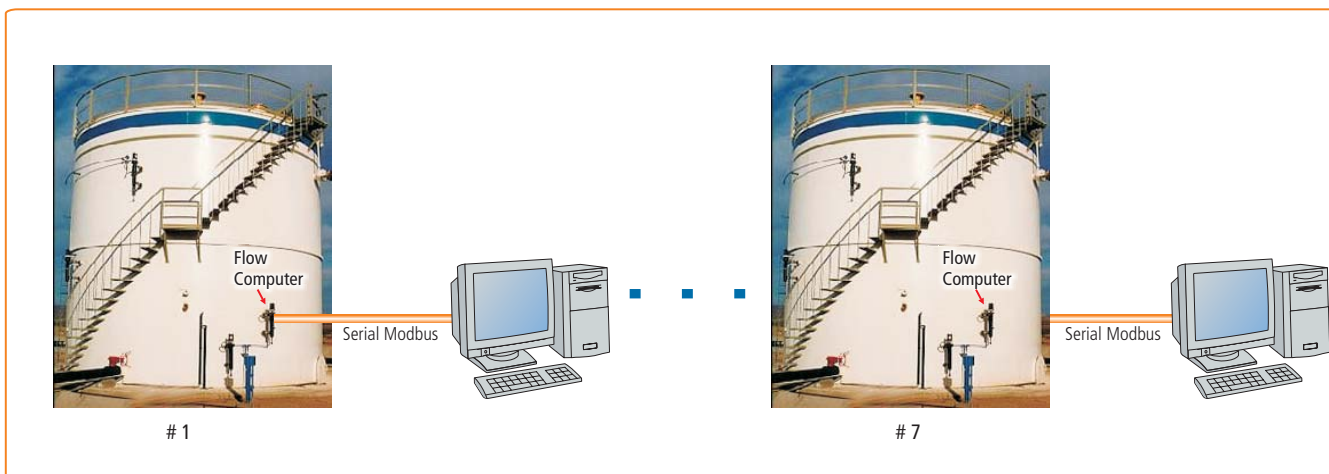 Flow
Computer
Serial Modbus
# 1
Flow
Computer
Serial Modbus
# 7